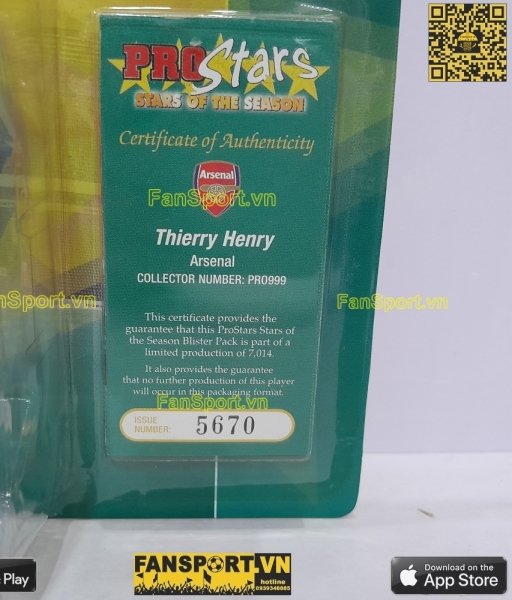 PROStars
STARS OF THE SEASON
Certificate of Authenticity
Arsenal
FanSport.vn
Thierry Henry
Arsenal
COLLECTOR NUMBER: PRO999
FanSport.vn
FanSport.vn
This certificate provides the
guarantee that this ProStars Stars of
the Season Blister Pack is part of a
limited production of 7,014.
It also provides the guarantee
that no further production of this player
will occur in this packaging format.
FanSport.vn
ISSUE
NUMBER:
5670
Play
FANSPORT.VN
hotline
0939346685
Download on the
App Store